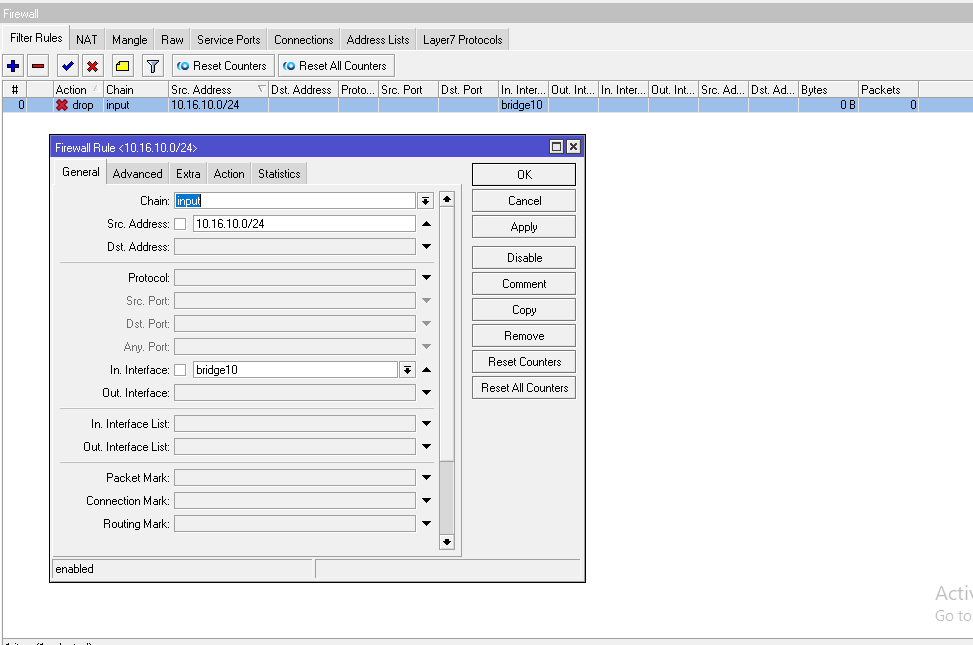 Firewall
Filter Rules NAT Mangle Raw Service Ports Connections Address Lists Layer7 Protocols
Reset Counters Reset All Counters
# Action Chain Src. Address Dst. Address Proto... Src. Port Dst. Port In. Inter... Out. Int... In. Inter... Out. Int... Src. Ad... Dst. Ad... Bytes Packets
0 drop input 10.16.10.0/24 bridge10 0 B 0
Firewall Rule <10.16.10.0/24>
General Advanced Extra Action Statistics
Chain: input
Src. Address: 10.16.10.0/24
Dst. Address:
Protocol:
Src. Port:
Dst. Port:
Any. Port:
In. Interface: bridge10
Out. Interface:
In. Interface List:
Out. Interface List:
Packet Mark:
Connection Mark:
Routing Mark:
OK
Cancel
Apply
Disable
Comment
Copy
Remove
Reset Counters
Reset All Counters
enabled
Activ
Go to